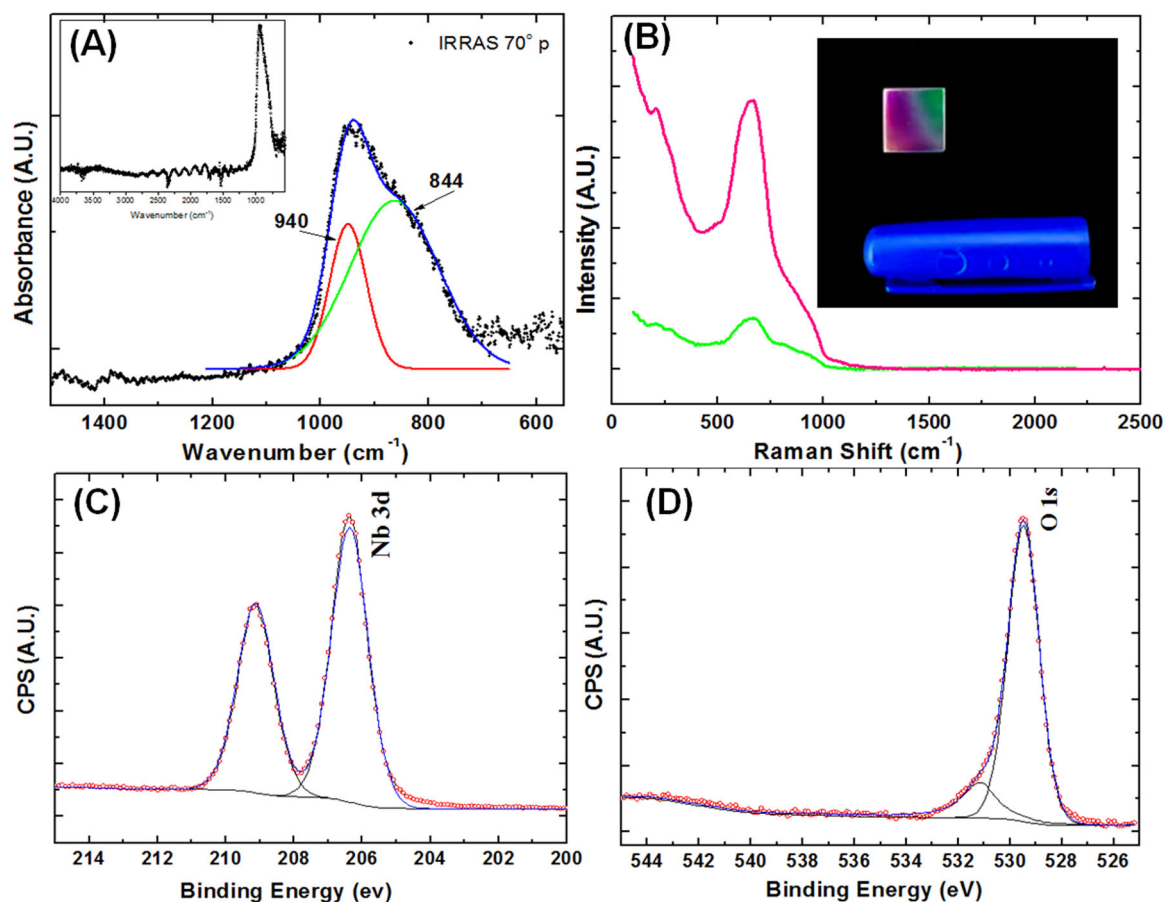 (A)
IRRAS 70° p
4000 3500 3000 2500 2000 1500 1000
Wavenumber (cm⁻¹)
940
844
Absorbance (A.U.)
1400 1200 1000 800 600
Wavenumber (cm⁻¹)
(B)
Intensity (A.U.)
0 500 1000 1500 2000 2500
Raman Shift (cm⁻¹)
(C)
Nb 3d
CPS (A.U.)
214 212 210 208 206 204 202 200
Binding Energy (ev)
(D)
O 1s
CPS (A.U.)
544 542 540 538 536 534 532 530 528 526
Binding Energy (eV)